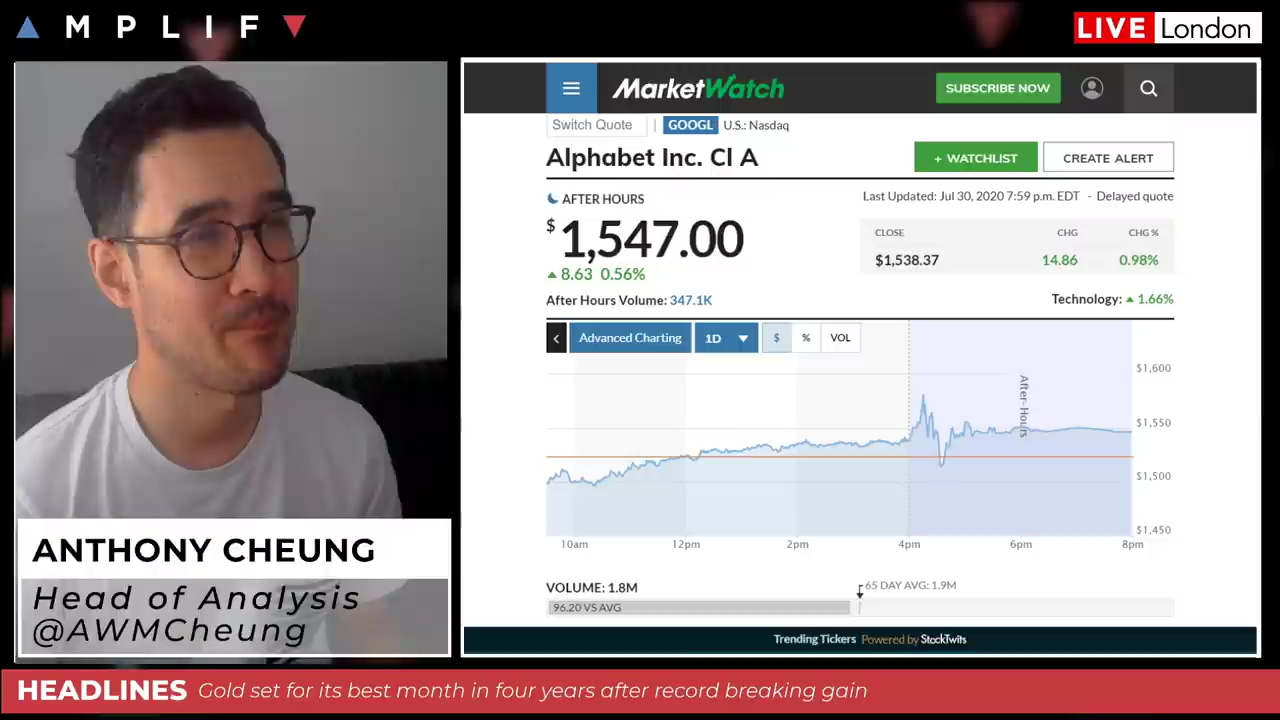 AMPLIFY
LIVE London
MarketWatch
SUBSCRIBE NOW
Switch Quote | GOOGL U.S.: Nasdaq
Alphabet Inc. Cl A
+ WATCHLIST
CREATE ALERT
AFTER HOURS
Last Updated: Jul 30, 2020 7:59 p.m. EDT - Delayed quote
$1,547.00
8.63 0.56%
CLOSE CHG CHG %
$1,538.37 14.86 0.98%
After Hours Volume: 347.1K
Technology: 1.66%
Advanced Charting
1D
$
%
VOL
After-Hours
$1,600
$1,550
$1,500
$1,450
10am 12pm 2pm 4pm 6pm 8pm
VOLUME: 1.8M
65 DAY AVG: 1.9M
96.20 VS AVG
Trending Tickers Powered by StockTwits
ANTHONY CHEUNG
Head of Analysis
@AWMCheung
HEADLINES Gold set for its best month in four years after record breaking gain